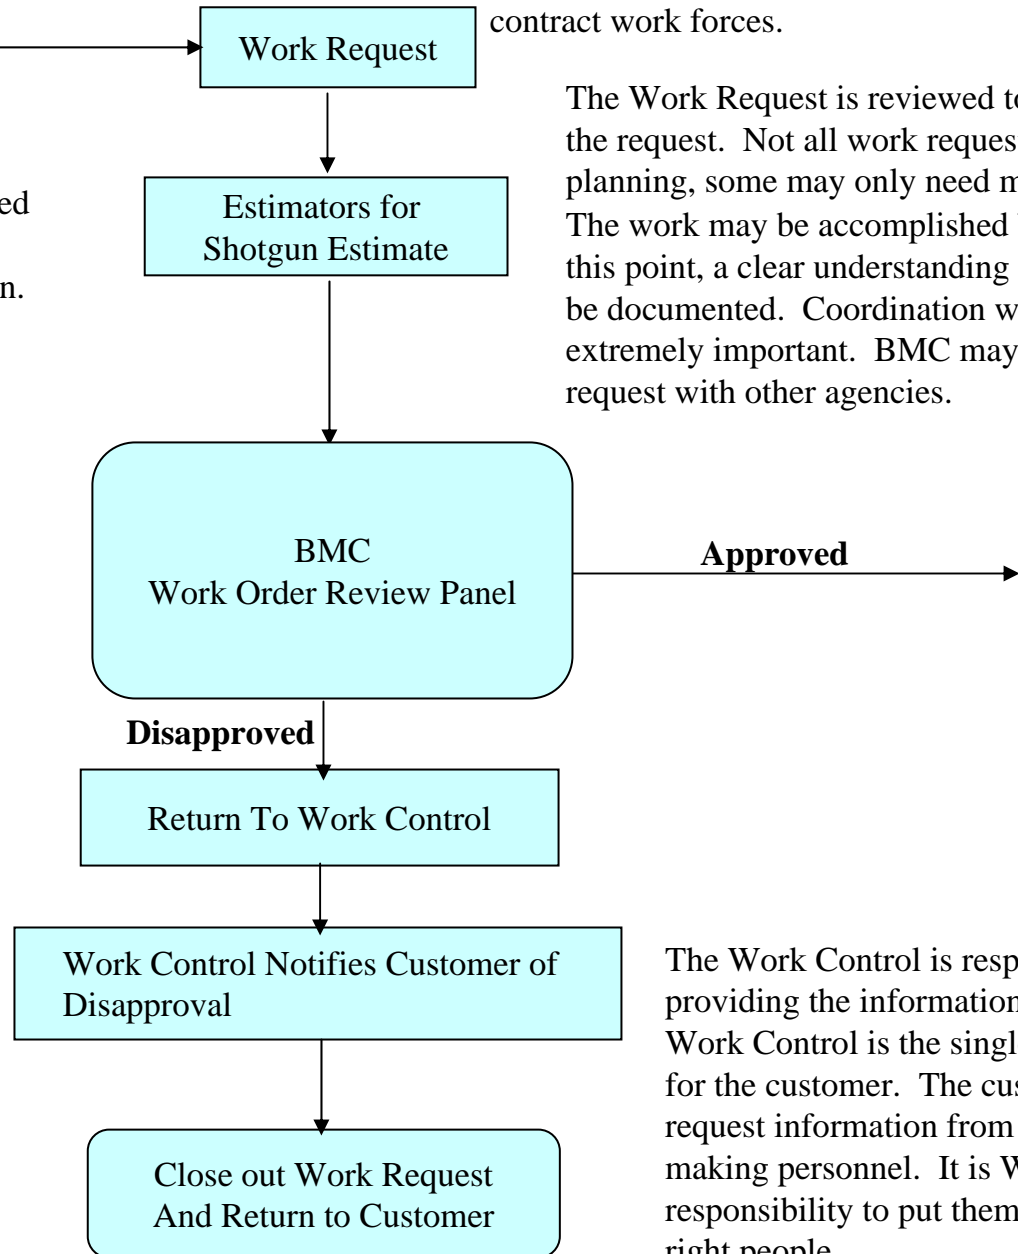 contract work forces.
Work Request
The Work Request is reviewed to
the request.  Not all work reques
planning, some may only need m
The work may be accomplished
this point, a clear understanding
be documented.  Coordination w
extremely important.  BMC may
request with other agencies.
ed
n.
Estimators for
Shotgun Estimate
BMC
Work Order Review Panel
Approved
Disapproved
Return To Work Control
Work Control Notifies Customer of
Disapproval
The Work Control is resp
providing the information
Work Control is the singl
for the customer.  The cus
request information from
making personnel.  It is W
responsibility to put them
right people
Close out Work Request
And Return to Customer